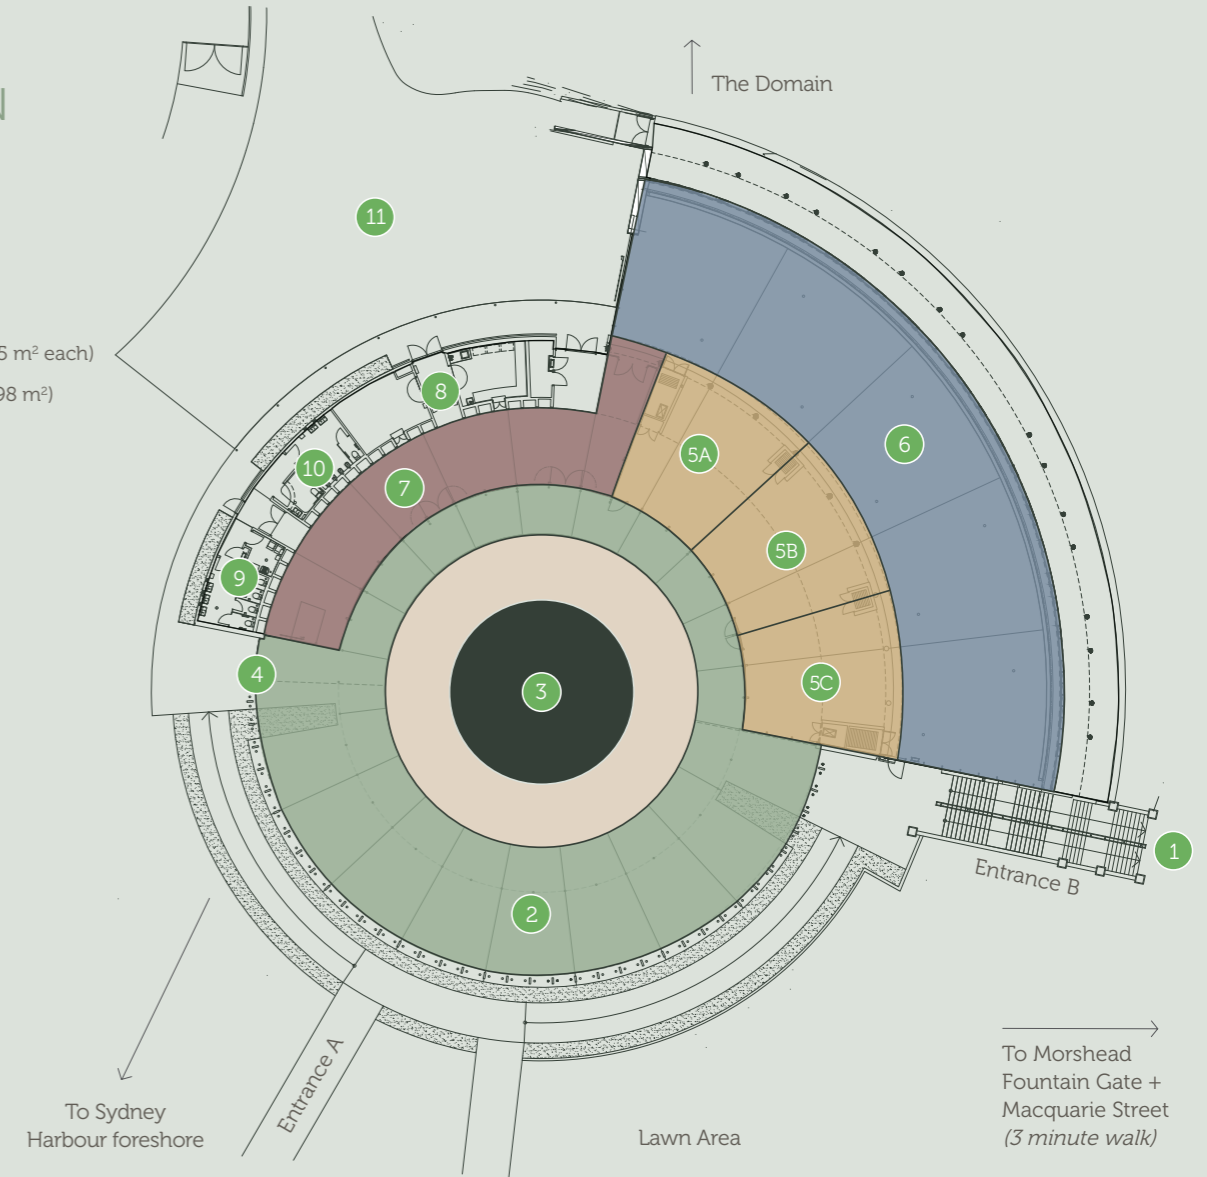 N
The Domain
11
5 m² each)
98 m²)
8
6
5A
10
7
5B
9
4
5C
3
1
Entrance B
2
Entrance A
To Morshead
Fountain Gate +
Macquarie Street
(3 minute walk)
To Sydney
Harbour foreshore
Lawn Area